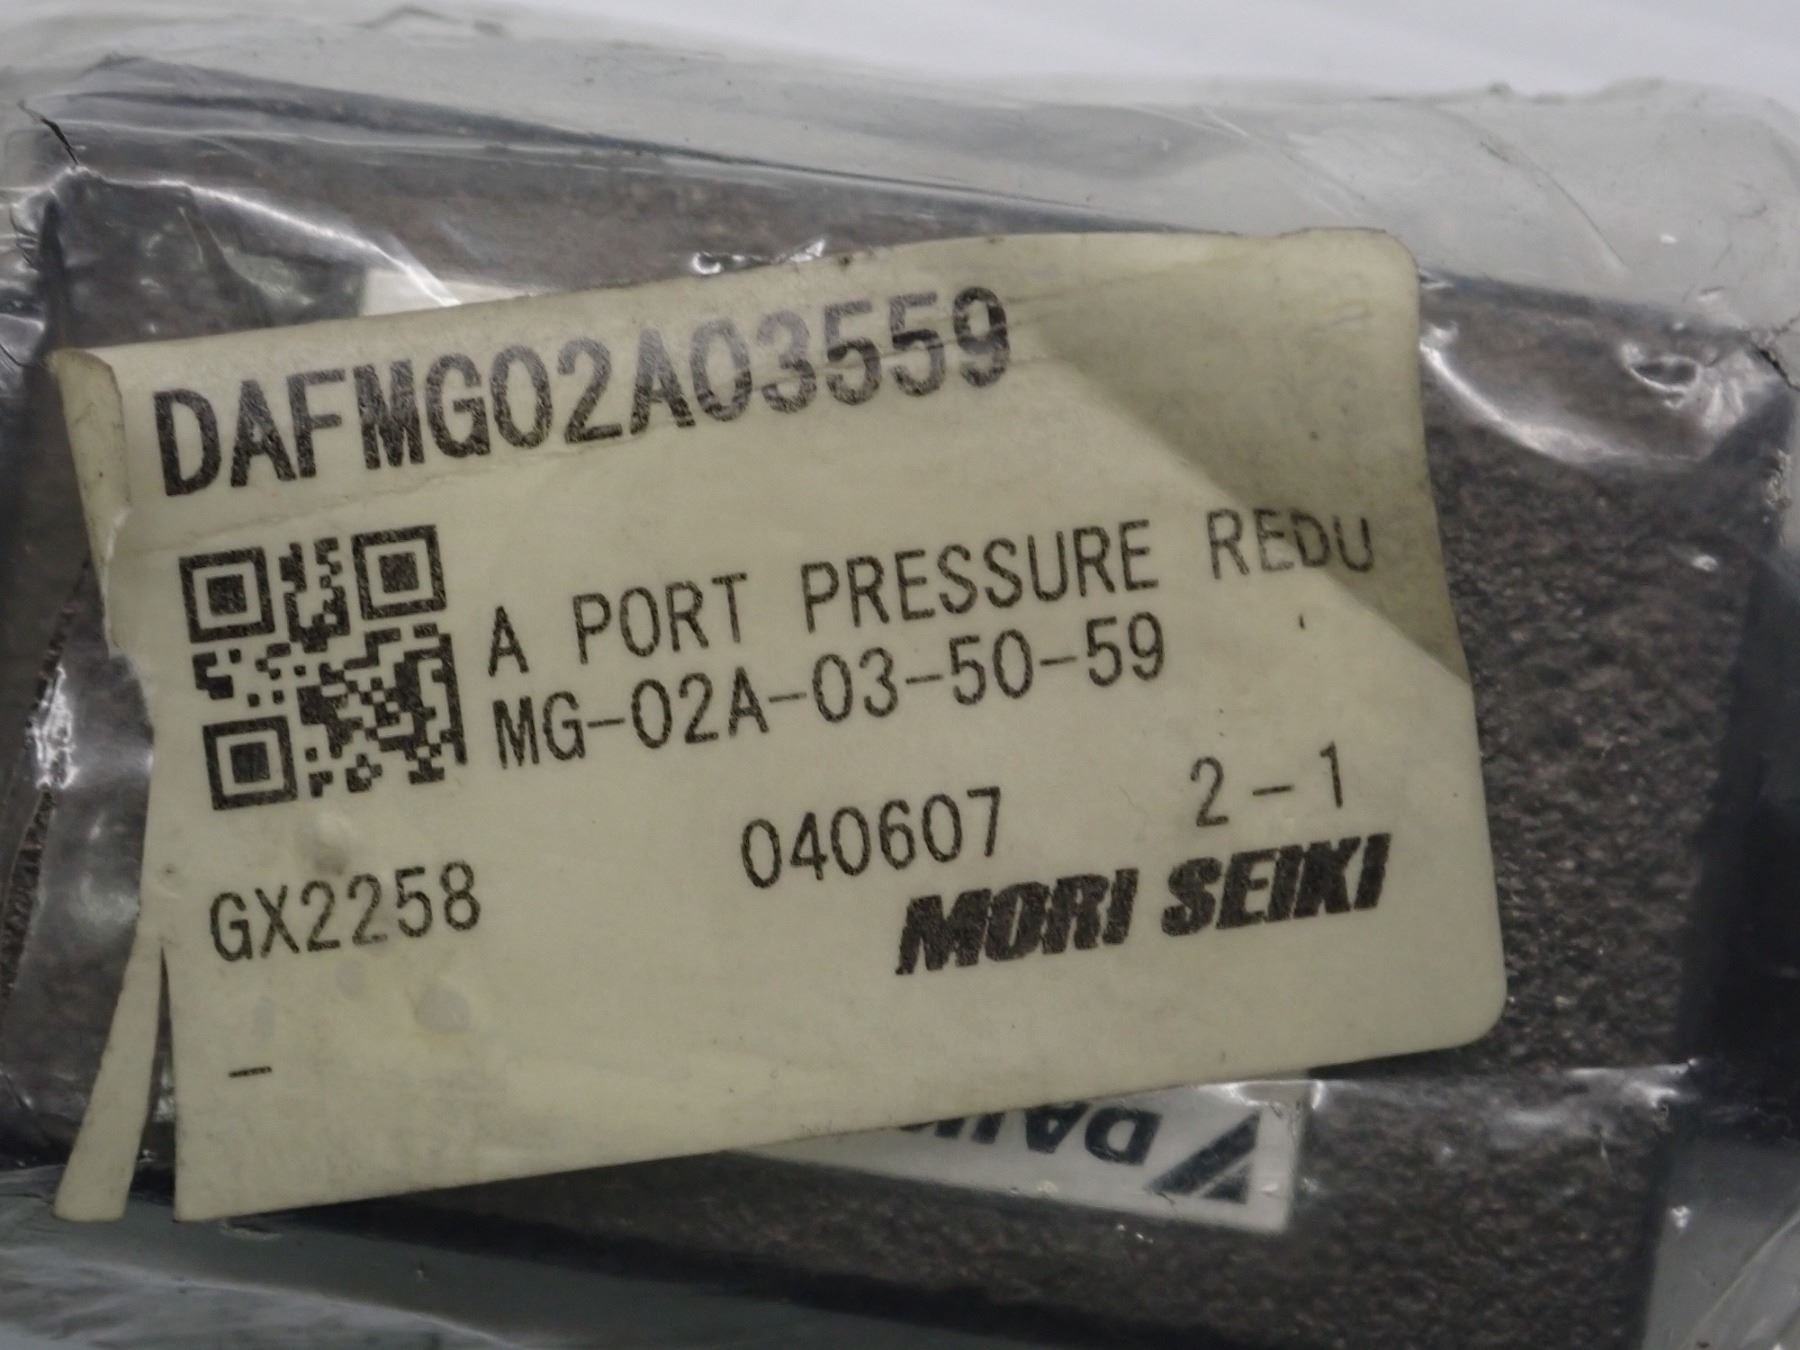 DAFMG02A03559
A PORT PRESSURE REDU
MG-02A-03-50-59
040607 2-1
GX2258
MORI SEIKI
-